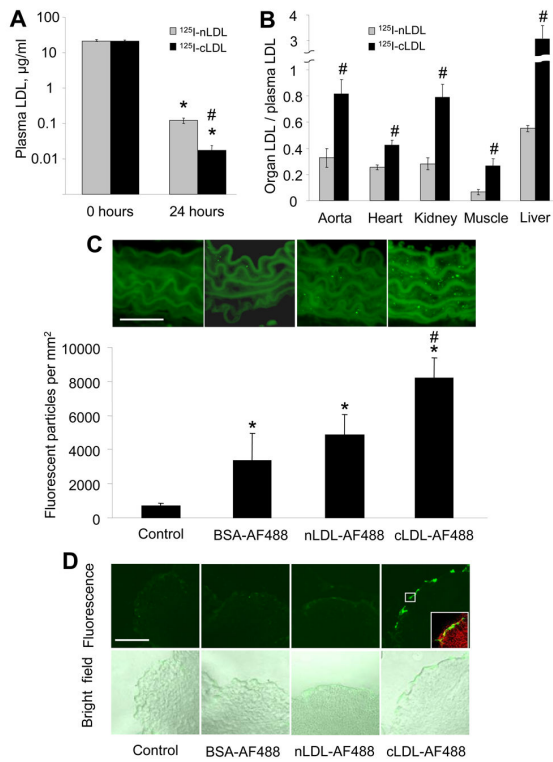 A
Plasma LDL, µg/ml
100
10
1
0.1
0.01
¹²⁵I-nLDL
¹²⁵I-cLDL
*
#
*
0 hours
24 hours
B
Organ LDL / plasma LDL
4
3
0.8
0.6
0.4
0.2
0
¹²⁵I-nLDL
¹²⁵I-cLDL
#
#
#
#
#
Aorta
Heart
Kidney
Muscle
Liver
C
Fluorescent particles per mm²
10000
8000
6000
4000
2000
0
*
*
#
*
Control
BSA-AF488
nLDL-AF488
cLDL-AF488
D
Fluorescence
Bright field
Control
BSA-AF488
nLDL-AF488
cLDL-AF488